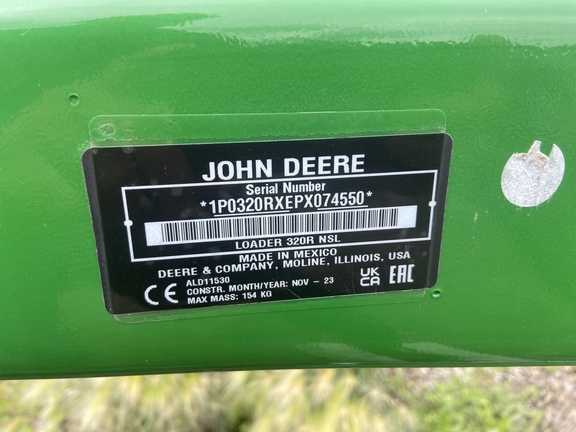 JOHN DEERE
Serial Number
*1P0320RXEPX074550*
LOADER 320R NSL
MADE IN MEXICO
DEERE & COMPANY, MOLINE, ILLINOIS, USA
ALD11530
CONSTR. MONTH/YEAR: NOV - 23
MAX MASS: 154 KG
CE
UK
CA
EAC